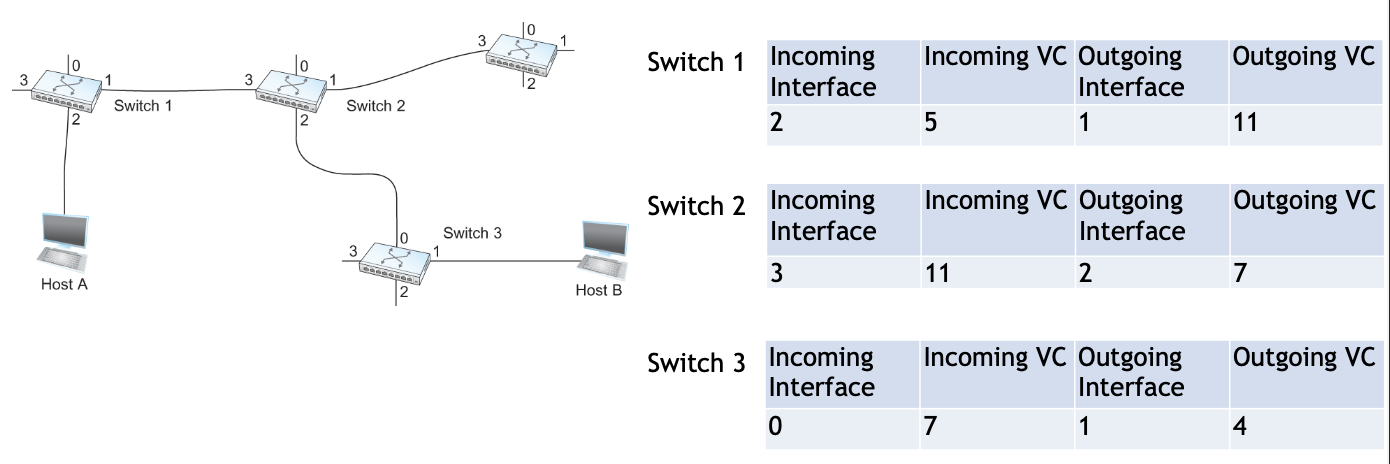 0
3
1
Switch 1
2
0
3
1
Switch 2
2
0
3
1
2
Switch 3
0
3
1
2
Host A
Host B
Switch 1
Incoming Interface
Incoming VC
Outgoing Interface
Outgoing VC
2
5
1
11
Switch 2
Incoming Interface
Incoming VC
Outgoing Interface
Outgoing VC
3
11
2
7
Switch 3
Incoming Interface
Incoming VC
Outgoing Interface
Outgoing VC
0
7
1
4